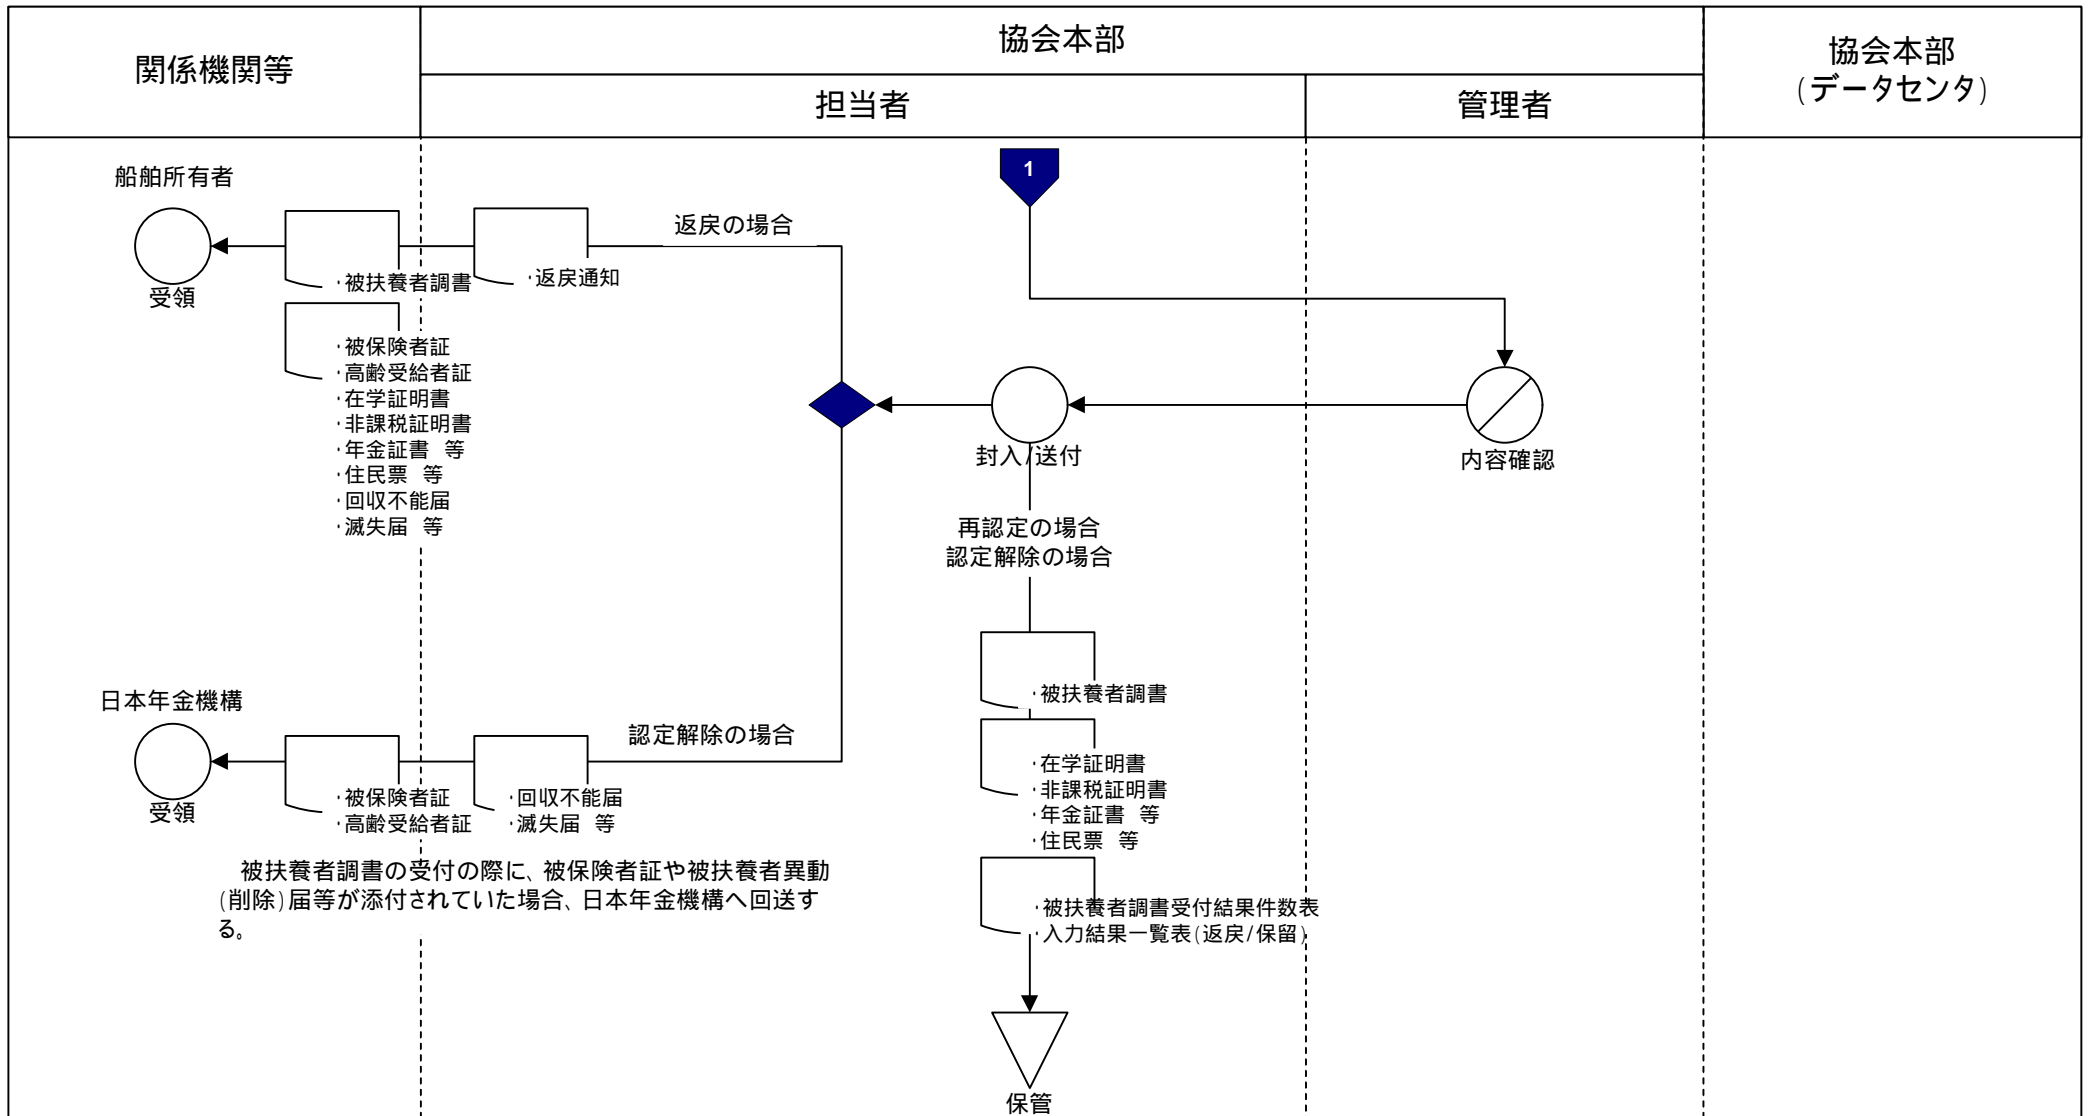 関係機関等
協会本部
担当者
管理者
協会本部
(データセンタ)
1
船舶所有者
受領
・被扶養者調書
・返戻通知
返戻の場合
・被保険者証
・高齢受給者証
・在学証明書
・非課税証明書
・年金証書 等
・住民票 等
・回収不能届
・滅失届 等
封入/送付
内容確認
再認定の場合
認定解除の場合
・被扶養者調書
・在学証明書
・非課税証明書
・年金証書 等
・住民票 等
・被扶養者調書受付結果件数表
・入力結果一覧表(返戻/保留)
保管
日本年金機構
受領
認定解除の場合
・被保険者証
・高齢受給者証
・回収不能届
・滅失届 等
被扶養者調書の受付の際に、被保険者証や被扶養者異動
(削除)届等が添付されていた場合、日本年金機構へ回送す
る。